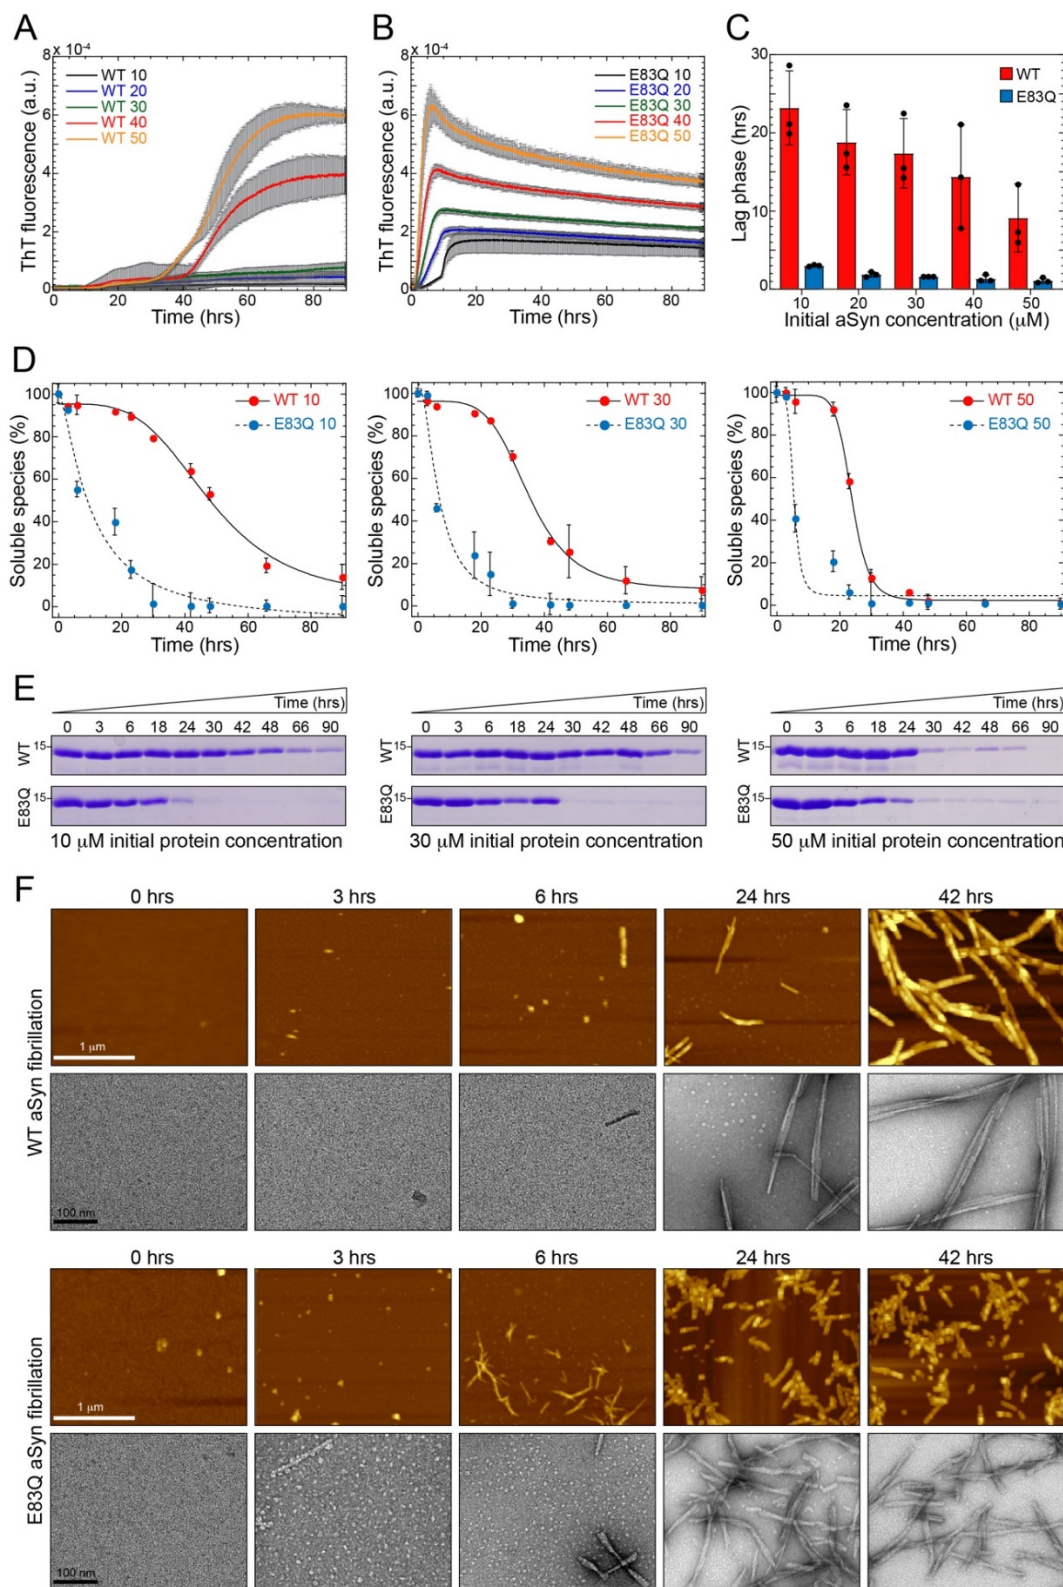 A
8 × 10⁻⁴
6
4
2
0
ThT fluorescence (a.u.)
WT 10
WT 20
WT 30
WT 40
WT 50
0 20 40 60 80
Time (hrs)
B
8 × 10⁻⁴
6
4
2
0
ThT fluorescence (a.u.)
E83Q 10
E83Q 20
E83Q 30
E83Q 40
E83Q 50
0 20 40 60 80
Time (hrs)
C
30
20
10
0
Lag phase (hrs)
WT
E83Q
10 20 30 40 50
Initial aSyn concentration (μM)
D
100
80
60
40
20
0
Soluble species (%)
WT 10
E83Q 10
0 20 40 60 80
Time (hrs)
100
80
60
40
20
0
Soluble species (%)
WT 30
E83Q 30
0 20 40 60 80
Time (hrs)
100
80
60
40
20
0
Soluble species (%)
WT 50
E83Q 50
0 20 40 60 80
Time (hrs)
E
Time (hrs)
0 3 6 18 24 30 42 48 66 90
WT
15
E83Q
15
10 μM initial protein concentration
Time (hrs)
0 3 6 18 24 30 42 48 66 90
15
15
30 μM initial protein concentration
Time (hrs)
0 3 6 18 24 30 42 48 66 90
WT
15
E83Q
15
50 μM initial protein concentration
F
0 hrs 3 hrs 6 hrs 24 hrs 42 hrs
WT aSyn fibrillation
1 μm
100 nm
0 hrs 3 hrs 6 hrs 24 hrs 42 hrs
E83Q aSyn fibrillation
1 μm
100 nm